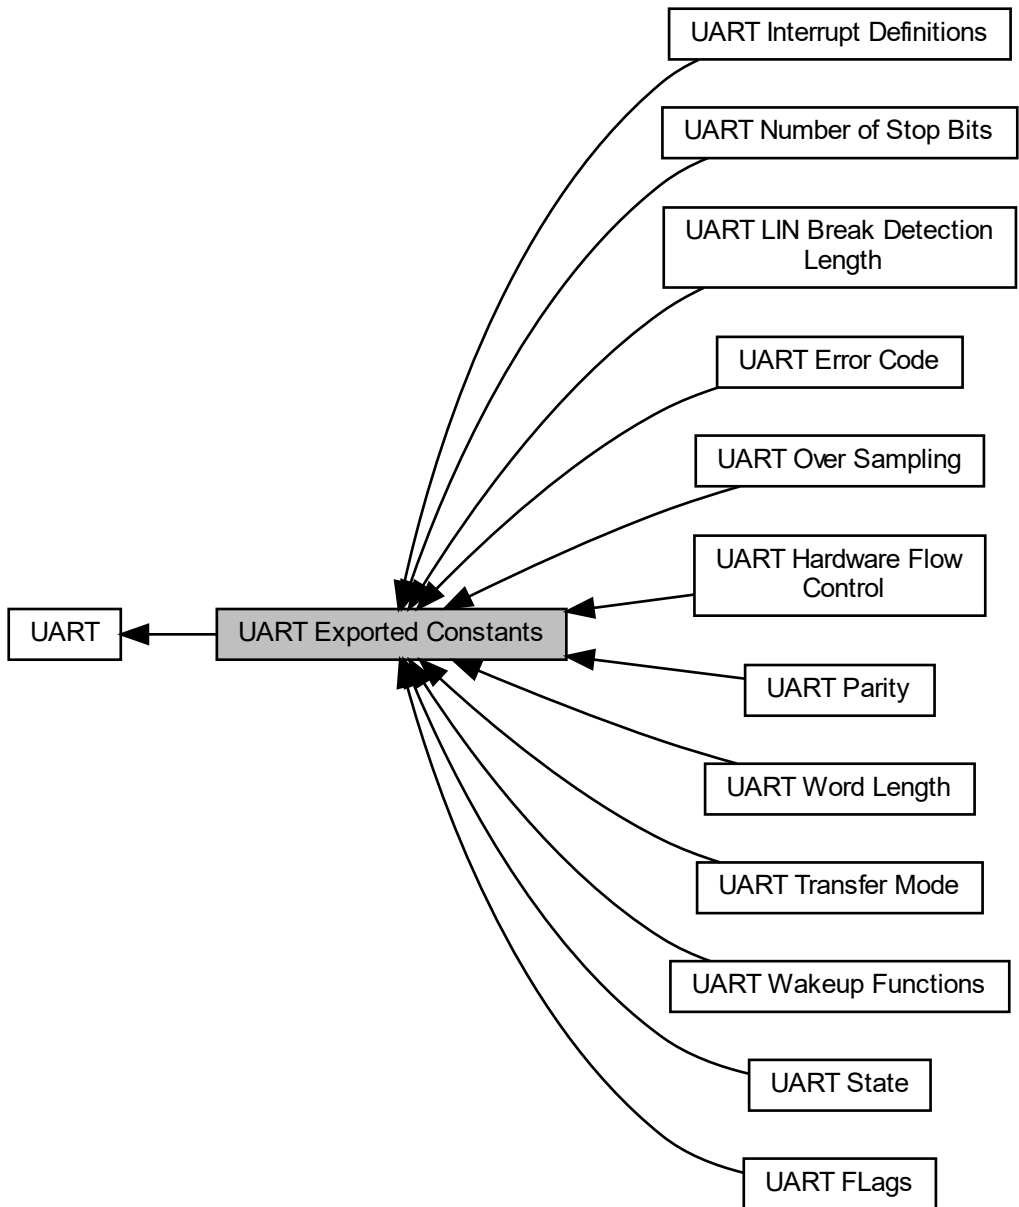 UART Interrupt Definitions
UART Number of Stop Bits
UART LIN Break Detection
Length
UART Error Code
UART Over Sampling
UART Hardware Flow
Control
UART
UART Exported Constants
UART Parity
UART Word Length
UART Transfer Mode
UART Wakeup Functions
UART State
UART FLags